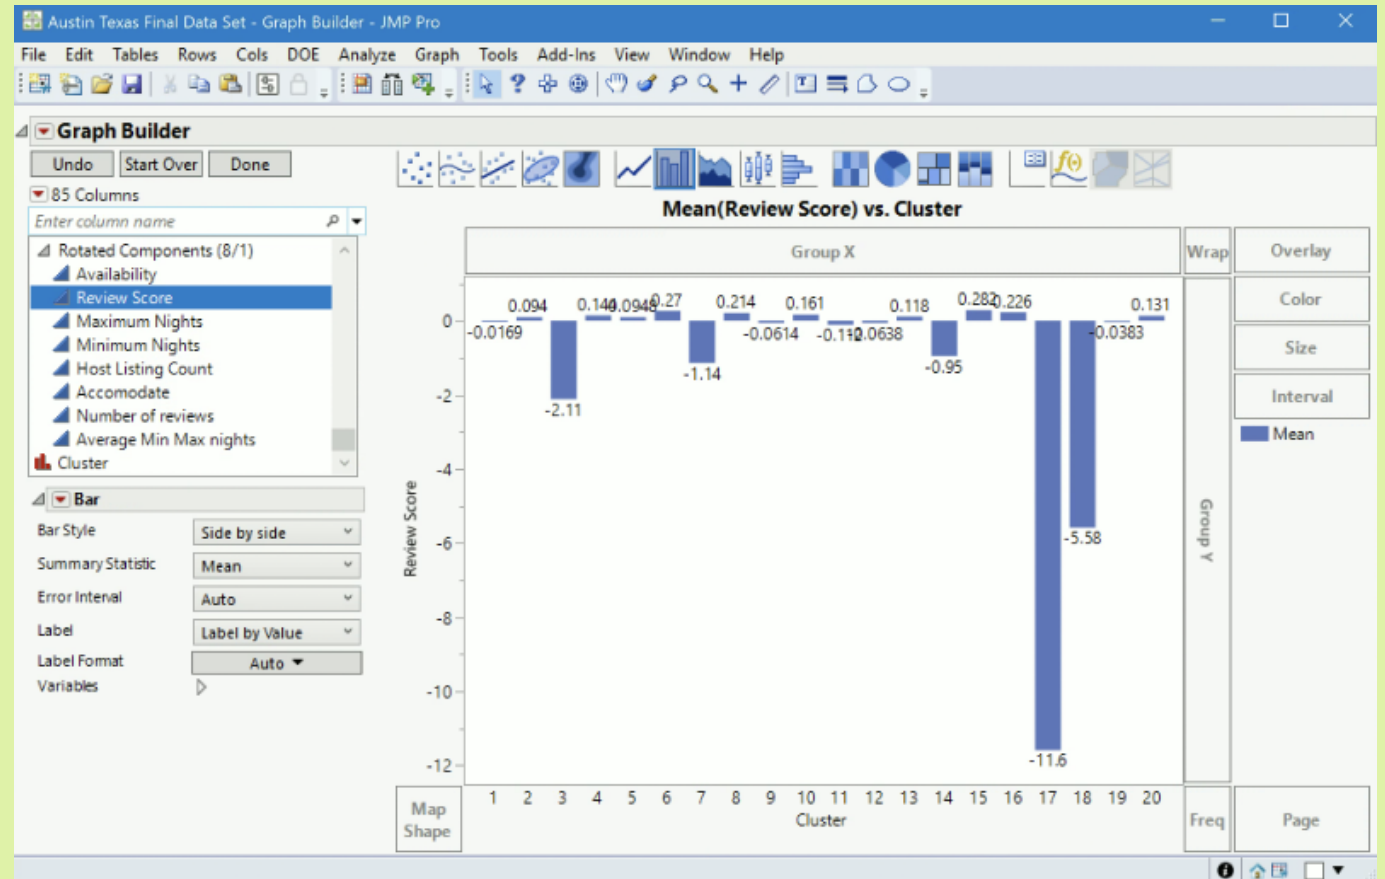 Austin Texas Final Data Set - Graph Builder - JMP Pro
File Edit Tables Rows Cols DOE Analyze Graph Tools Add-Ins View Window Help
Graph Builder
Undo Start Over Done
85 Columns
Enter column name
Rotated Components (8/1)
Availability
Review Score
Maximum Nights
Minimum Nights
Host Listing Count
Accomodate
Number of reviews
Average Min Max nights
Cluster
Bar
Bar Style Side by side
Summary Statistic Mean
Error Interval Auto
Label Label by Value
Label Format Auto
Variables
Mean(Review Score) vs. Cluster
Group X
Wrap
Overlay
Color
Size
Interval
Mean
Group Y
Review Score
0
-2
-4
-6
-8
-10
-12
0.094 0.0948 0.27 0.214 0.161 0.118 0.282 0.226 0.131
-0.0169 -0.0614 -0.0638 -0.0383
-2.11
-1.14
-0.95
-11.6
-5.58
1 2 3 4 5 6 7 8 9 10 11 12 13 14 15 16 17 18 19 20
Cluster
Map Shape
Freq
Page